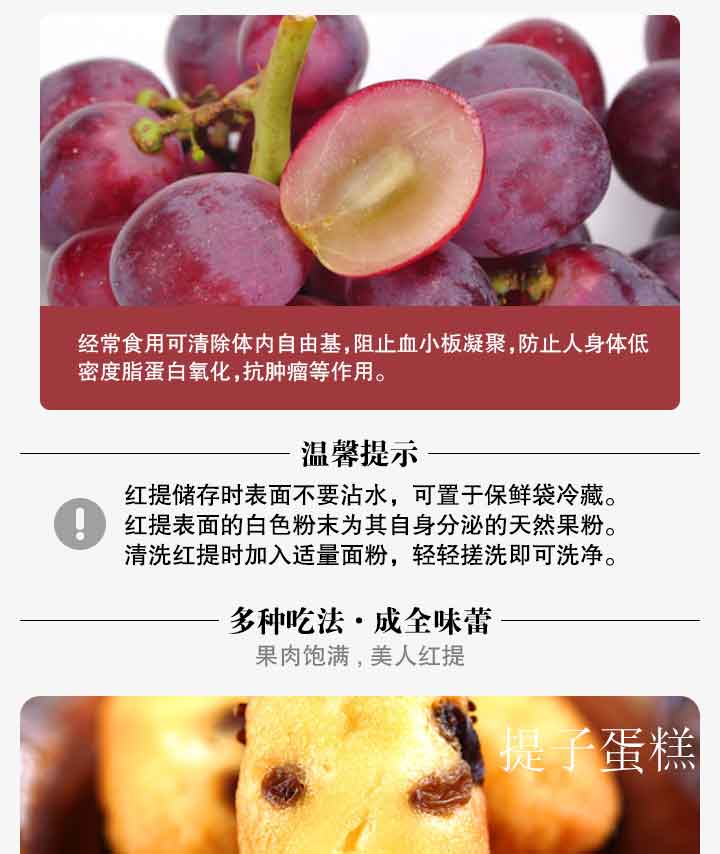 经常食用可清除体内自由基,阻止血小板凝聚,防止人身体低
密度脂蛋白氧化,抗肿瘤等作用。
温馨提示
红提储存时表面不要沾水，可置于保鲜袋冷藏。
红提表面的白色粉末为其自身分泌的天然果粉。
清洗红提时加入适量面粉，轻轻搓洗即可洗净。
多种吃法·成全味蕾
果肉饱满,美人红提
提子蛋糕